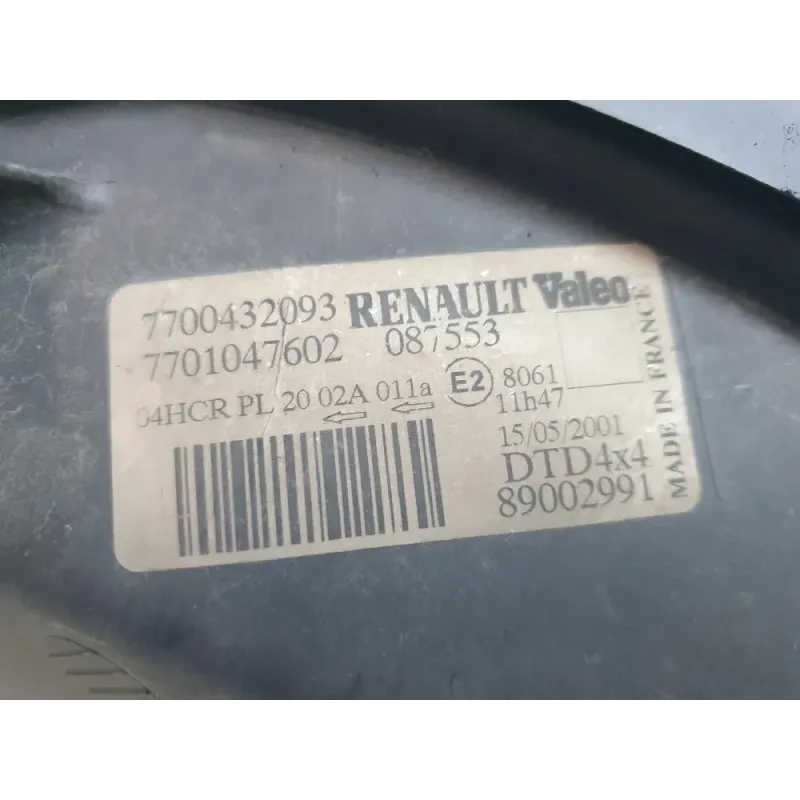 7700432093 RENAULT Valeo
7701047602 087553
04HCR PL 20 02A 011a E2 8061
11h47
15/05/2001
DTD4x4
89002991
MADE IN FRANCE